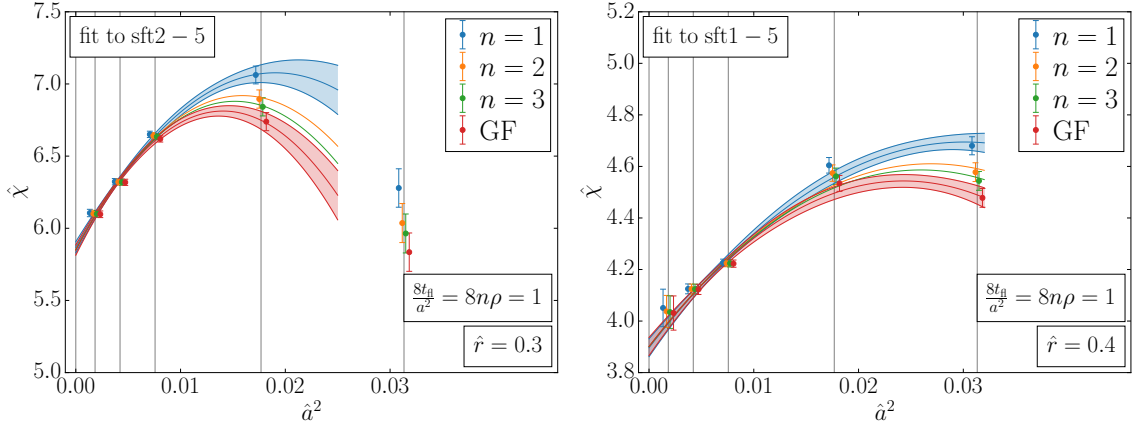 fit to sft2 − 5
n = 1
n = 2
n = 3
GF
8t_fl/a² = 8nρ = 1
r̂ = 0.3
χ̂
7.5
7.0
6.5
6.0
5.5
5.0
0.00 0.01 0.02 0.03
â²
fit to sft1 − 5
n = 1
n = 2
n = 3
GF
8t_fl/a² = 8nρ = 1
r̂ = 0.4
χ̂
5.2
5.0
4.8
4.6
4.4
4.2
4.0
3.8
0.00 0.01 0.02 0.03
â²